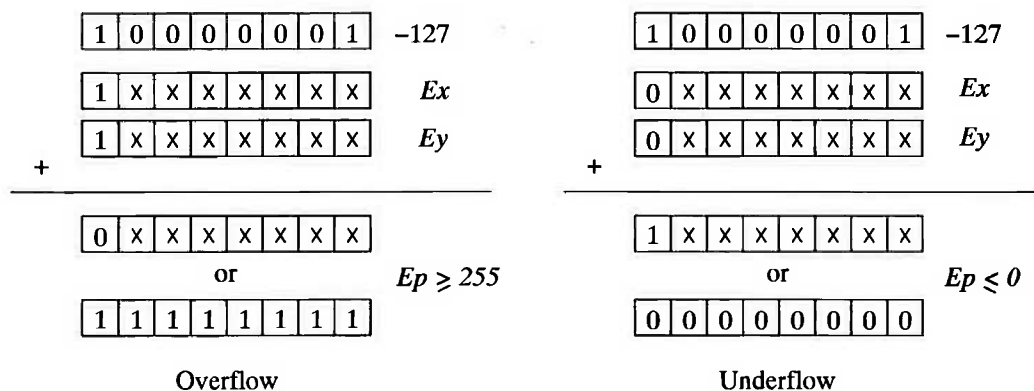 1 0 0 0 0 0 0 1 −127
1 x x x x x x x Ex
1 x x x x x x x Ey
+
0 x x x x x x x
or
Ep ⩾ 255
1 1 1 1 1 1 1 1
Overflow
1 0 0 0 0 0 0 1 −127
0 x x x x x x x Ex
0 x x x x x x x Ey
+
1 x x x x x x x
or
Ep ⩽ 0
0 0 0 0 0 0 0 0
Underflow